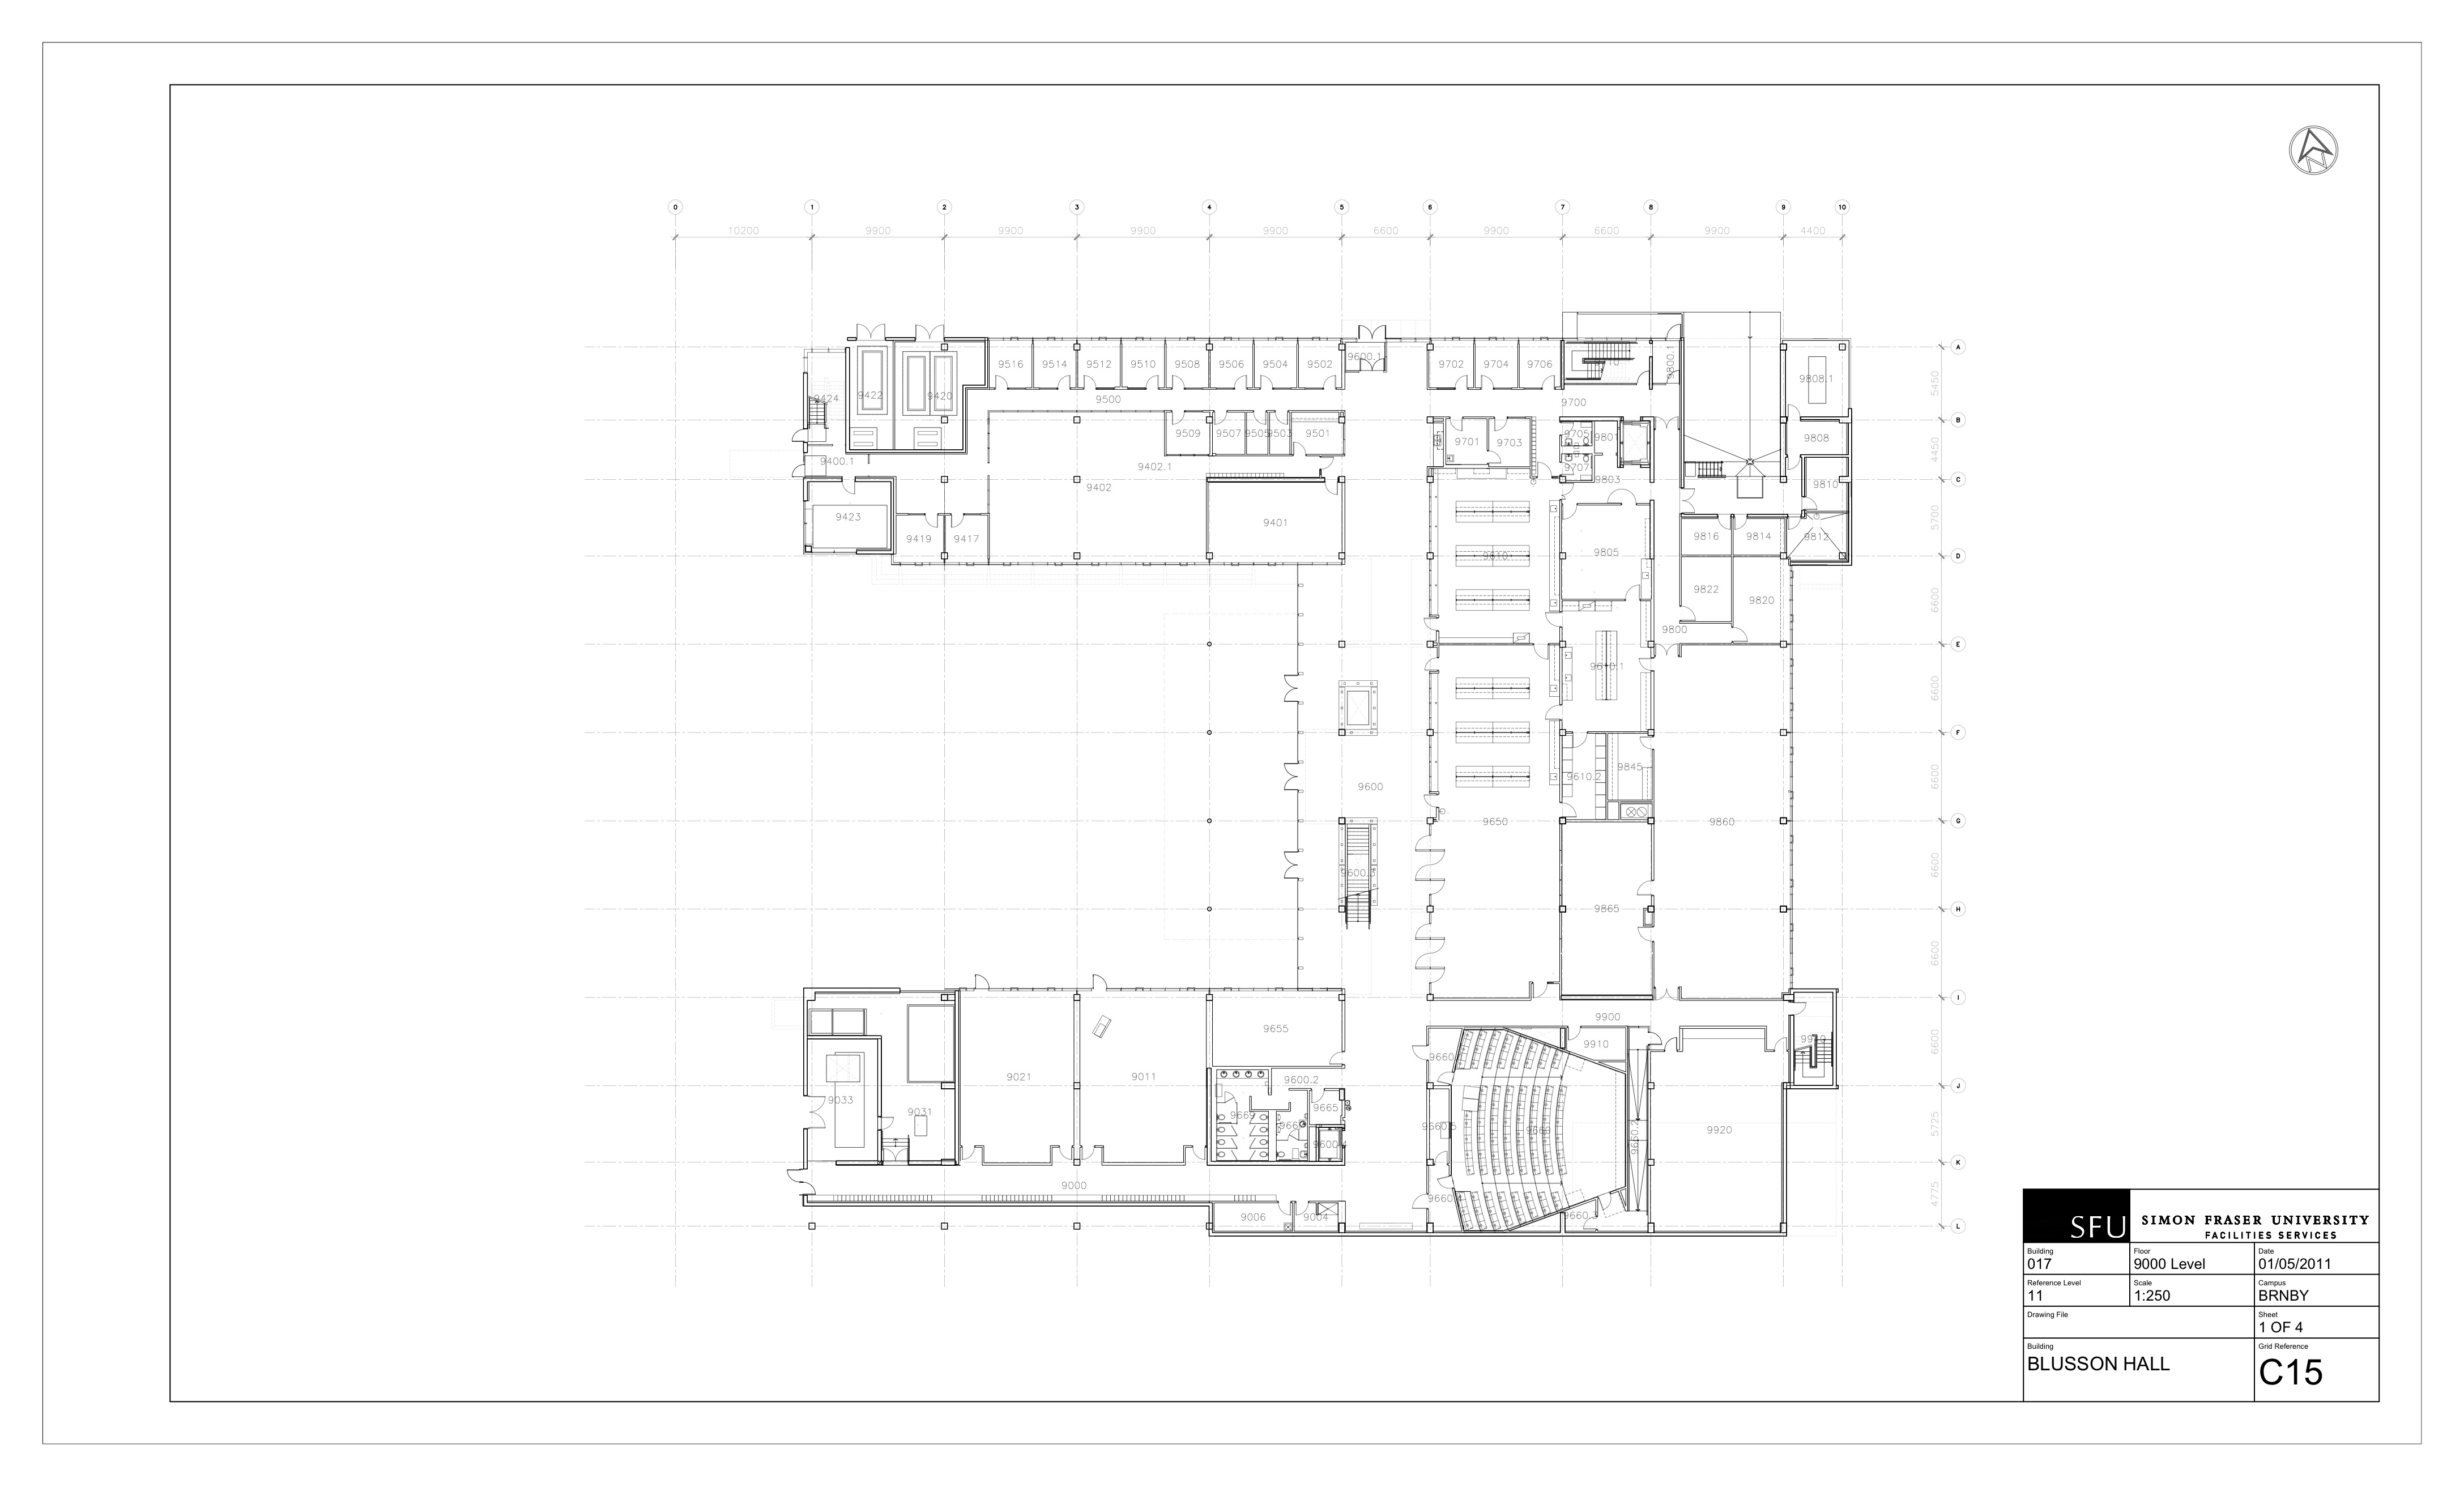 0 1 2 3 4 5 6 7 8 9 10
10200 9900 9900 9900 9900 6600 9900 6600 9900 4400
A
5450
B
4450
C
5700
D
6600
E
6600
F
6600
G
6600
H
6600
I
6600
J
5725
K
4775
L
9516 9514 9512 9510 9508 9506 9504 9502 9600.1 9702 9704 9706
9800.1
9808.1
9424 9422 9420
9500 9700
9509 9507 9505 9503 9501
9701 9703 9705 9801 9808
9400.1
9402.1
9707
9402
9803
9810
9423
9401
9419 9417
9816 9814 9812
9805
9822
9820
9800
9610.1
9610.2
9845
9600
9650
9860
9600.3
9865
9900
9655
9910
9021 9011
9600.2
9033
9031
9665
9669
9660.5
9660.2
9920
9000
9006 9004
SFU
SIMON FRASER UNIVERSITY
FACILITIES SERVICES
Building
017
Floor
9000 Level
Date
01/05/2011
Reference Level
11
Scale
1:250
Campus
BRNBY
Drawing File
Sheet
1 OF 4
Building
BLUSSON HALL
Grid Reference
C15